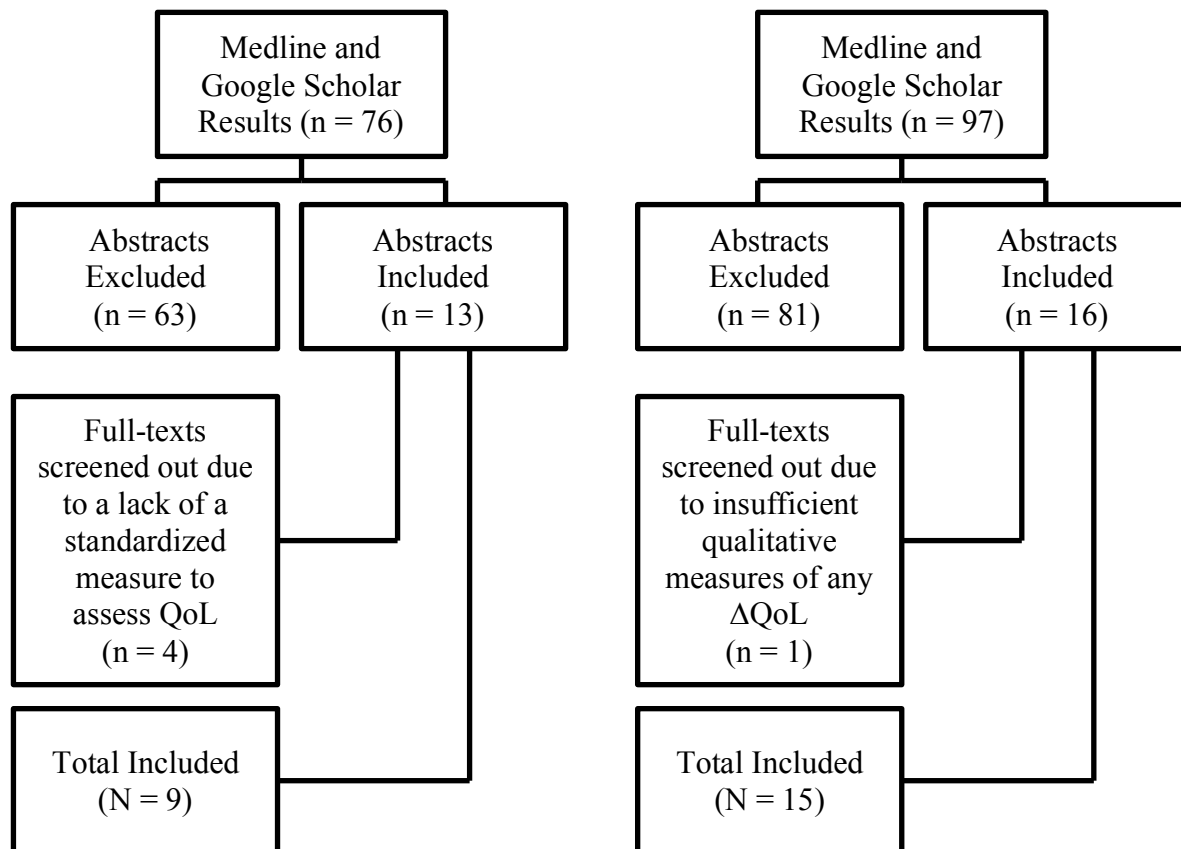 Medline and
Google Scholar
Results (n = 76)
Abstracts
Excluded
(n = 63)
Abstracts
Included
(n = 13)
Full-texts
screened out due
to a lack of a
standardized
measure to
assess QoL
(n = 4)
Total Included
(N = 9)
Medline and
Google Scholar
Results (n = 97)
Abstracts
Excluded
(n = 81)
Abstracts
Included
(n = 16)
Full-texts
screened out due
to insufficient
qualitative
measures of any
ΔQoL
(n = 1)
Total Included
(N = 15)